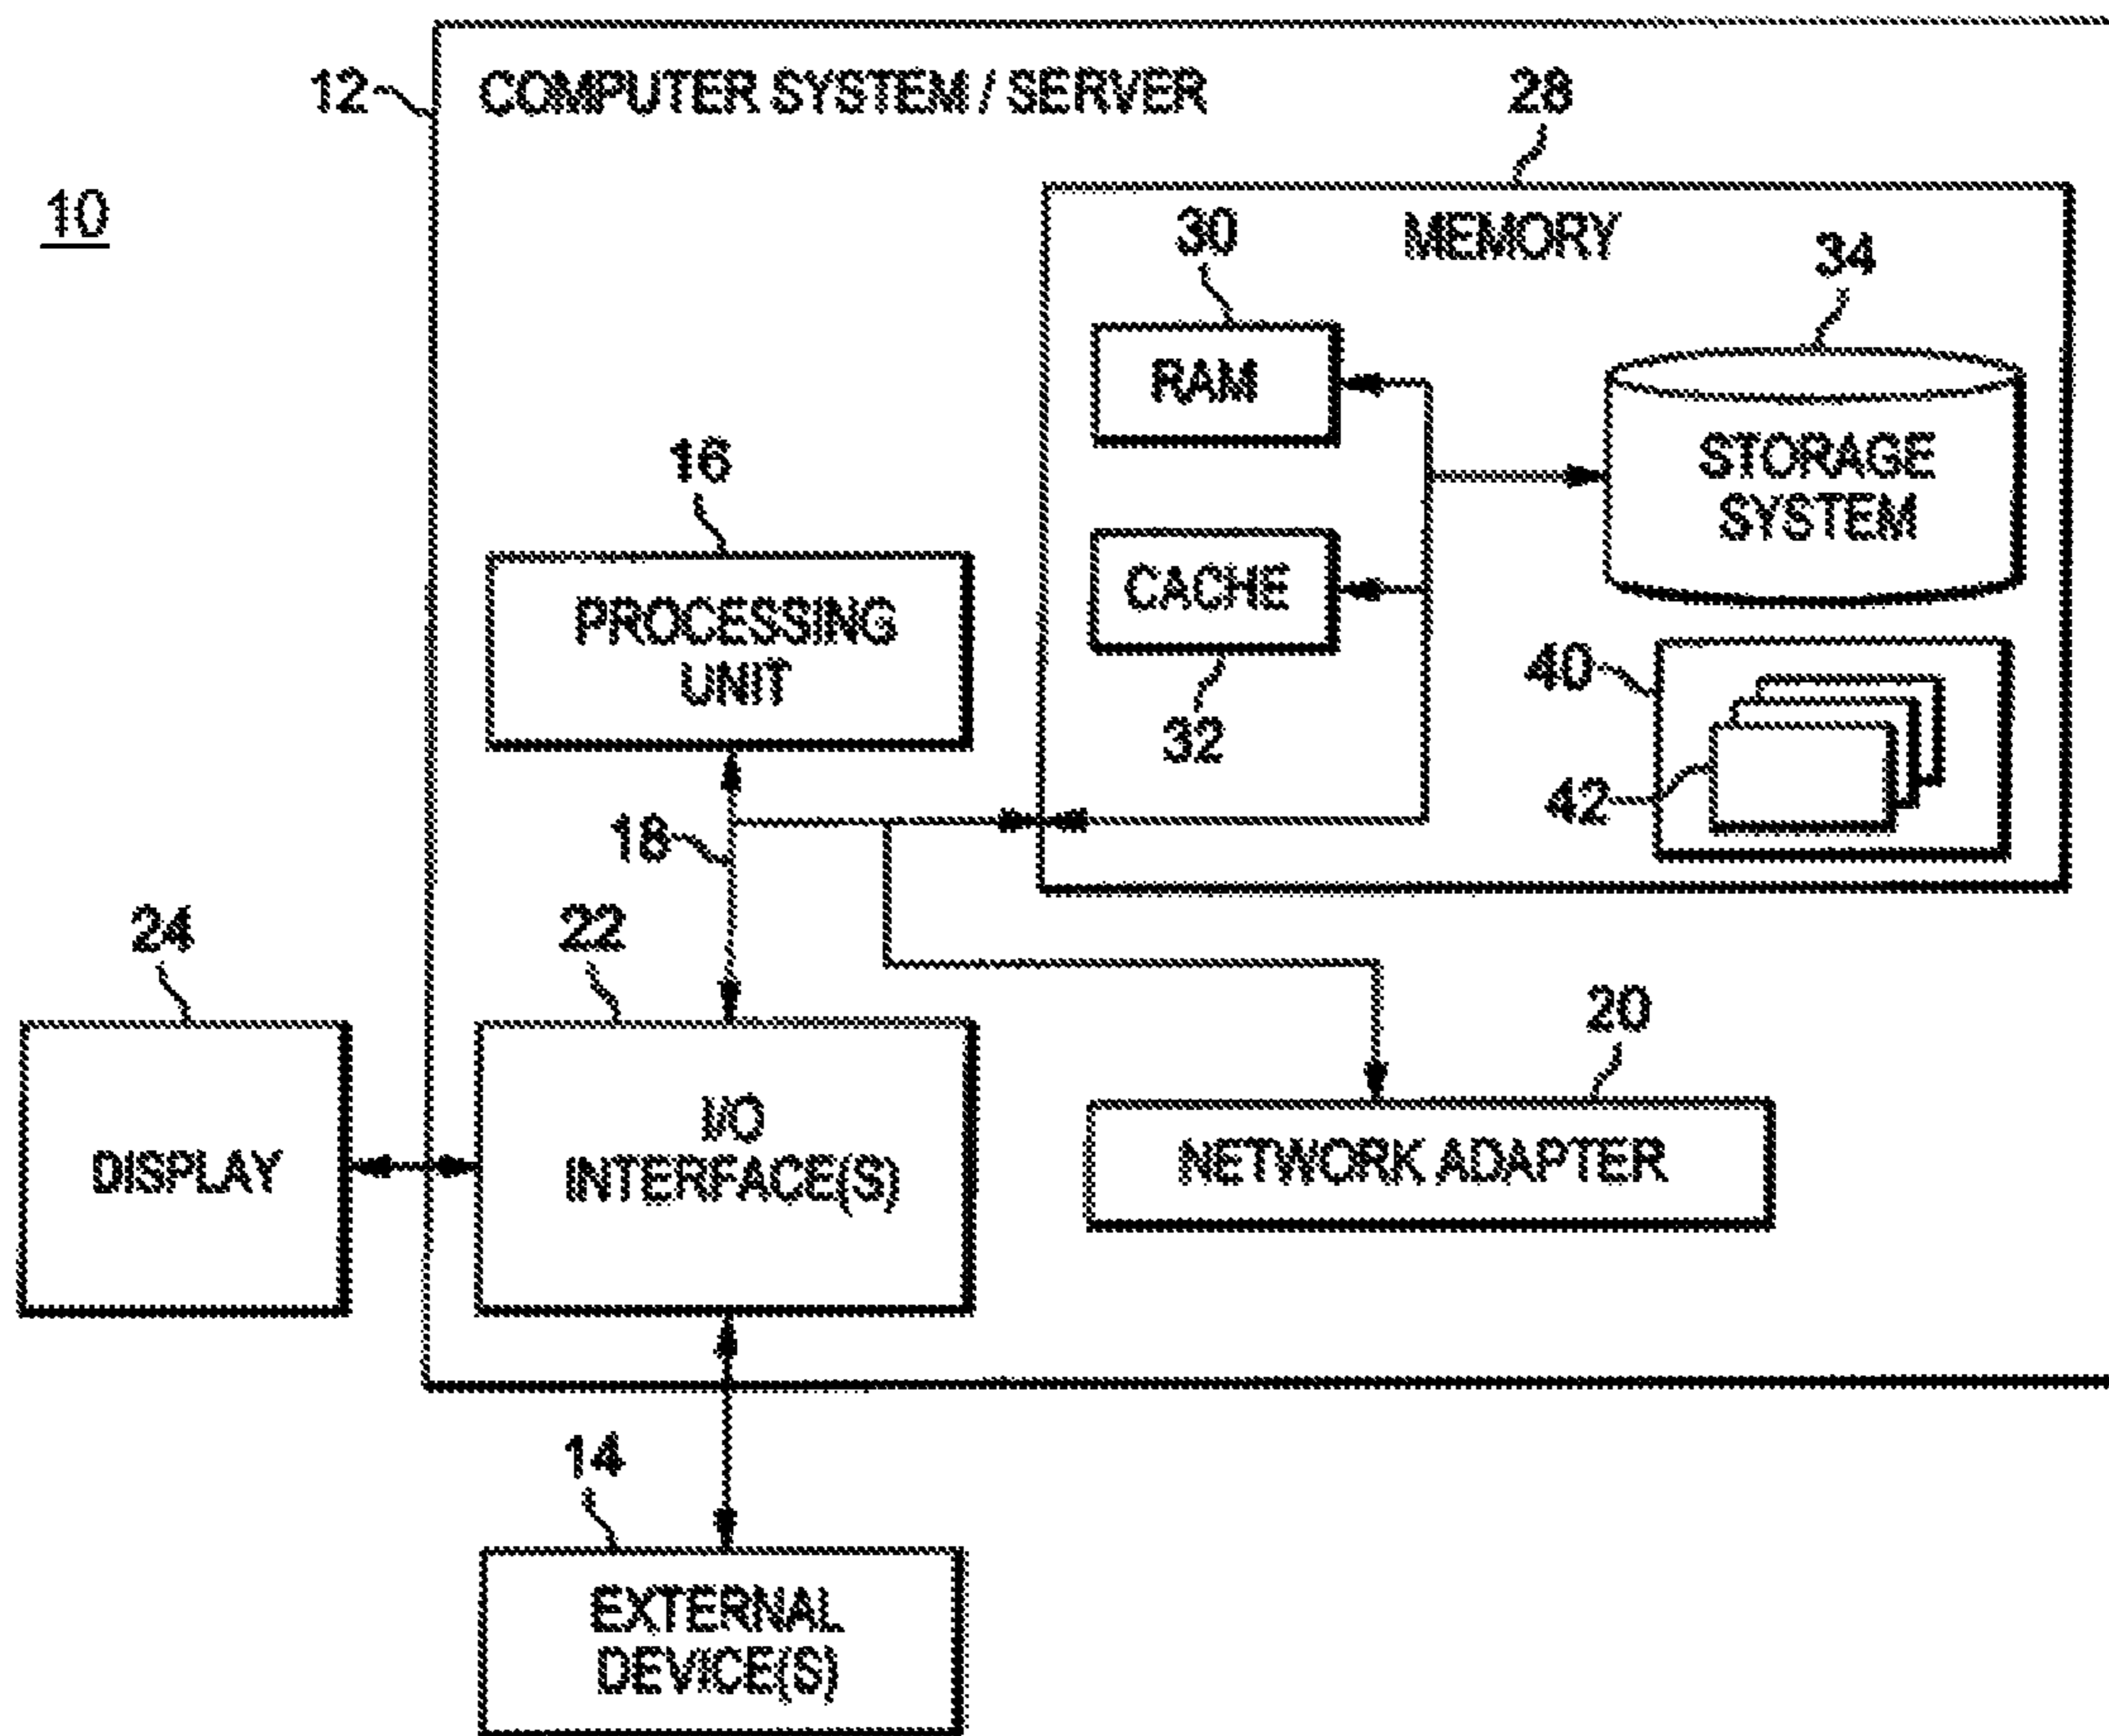 12
COMPUTER SYSTEM / SERVER
28
10
30
MEMORY
34
RAM
16
STORAGE
SYSTEM
CACHE
PROCESSING
UNIT
40
32
42
18
24
22
20
I/O
INTERFACE(S)
DISPLAY
NETWORK ADAPTER
14
EXTERNAL
DEVICE(S)